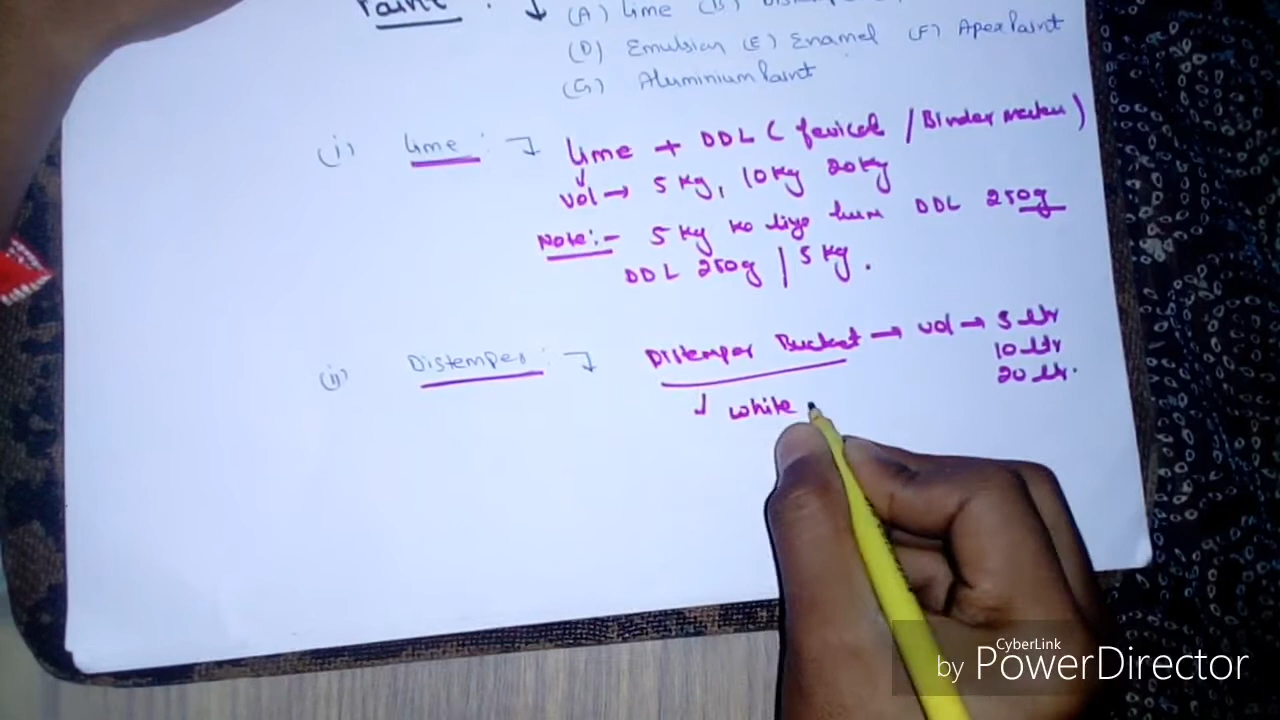 Paint : ↓ (A) Lime (B)
(D) Emulsion (E) Enamel (F) Apex Paint
(G) Aluminium Paint
(i) Lime :
Lime + DDL ( fevicol / Binder
vol → 5 Kg, 10 Kg 20 Kg
Note:- 5 Kg ko liye hum DDL 250g
DDL 250g / 5 Kg .
(ii) Distemper :
Distemper Bucket → vol → 5 ltr
10 ltr
20 ltr.
↓ white
CyberLink
by PowerDirector